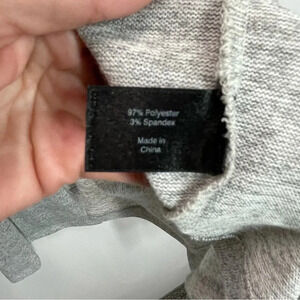 97% Polyester
3% Spandex
Made in
China